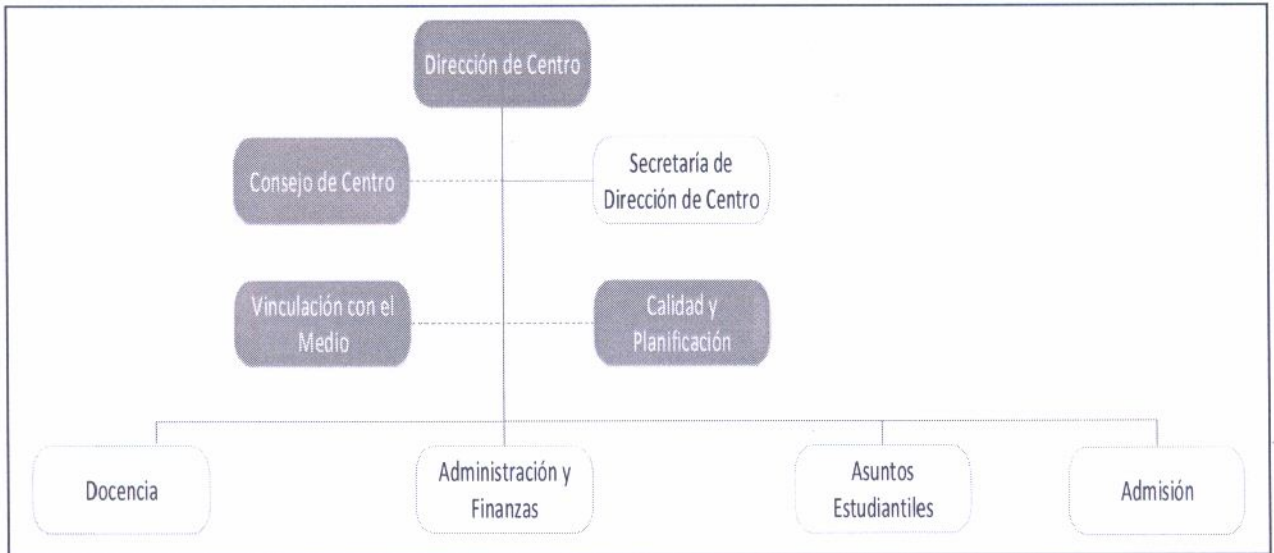 Dirección de Centro
Consejo de Centro
Secretaría de
Dirección de Centro
Vinculación con el
Medio
Calidad y
Planificación
Docencia
Administración y
Finanzas
Asuntos
Estudiantiles
Admisión